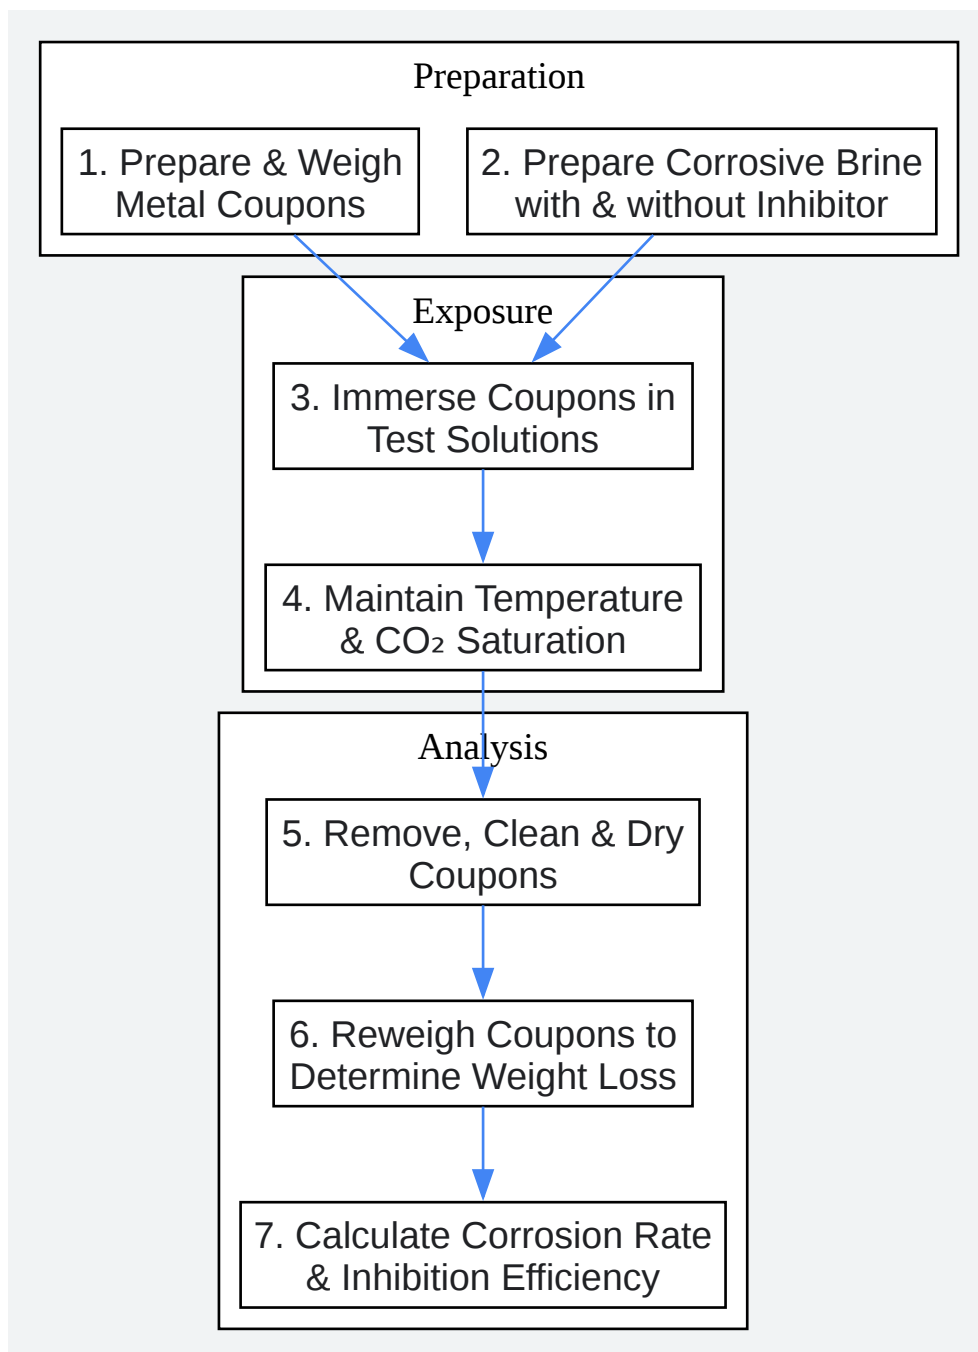 Preparation
1. Prepare & Weigh
Metal Coupons
2. Prepare Corrosive Brine
with & without Inhibitor
Exposure
3. Immerse Coupons in
Test Solutions
4. Maintain Temperature
& CO₂ Saturation
Analysis
5. Remove, Clean & Dry
Coupons
6. Reweigh Coupons to
Determine Weight Loss
7. Calculate Corrosion Rate
& Inhibition Efficiency